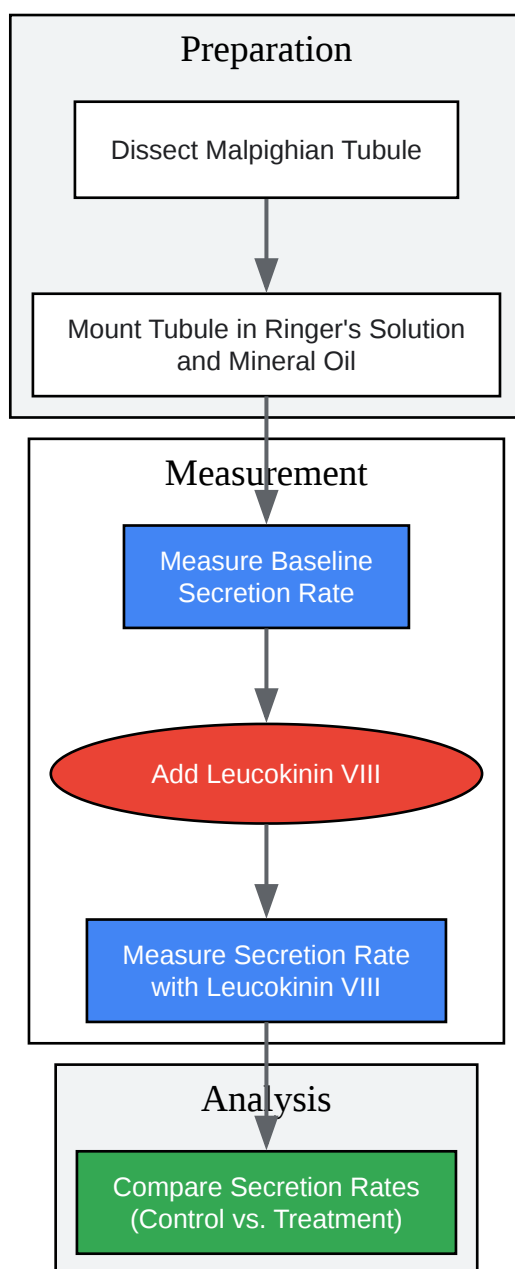 Preparation
Dissect Malpighian Tubule
Mount Tubule in Ringer's Solution
and Mineral Oil
Measurement
Measure Baseline
Secretion Rate
Add Leucokinin VIII
Measure Secretion Rate
with Leucokinin VIII
Analysis
Compare Secretion Rates
(Control vs. Treatment)